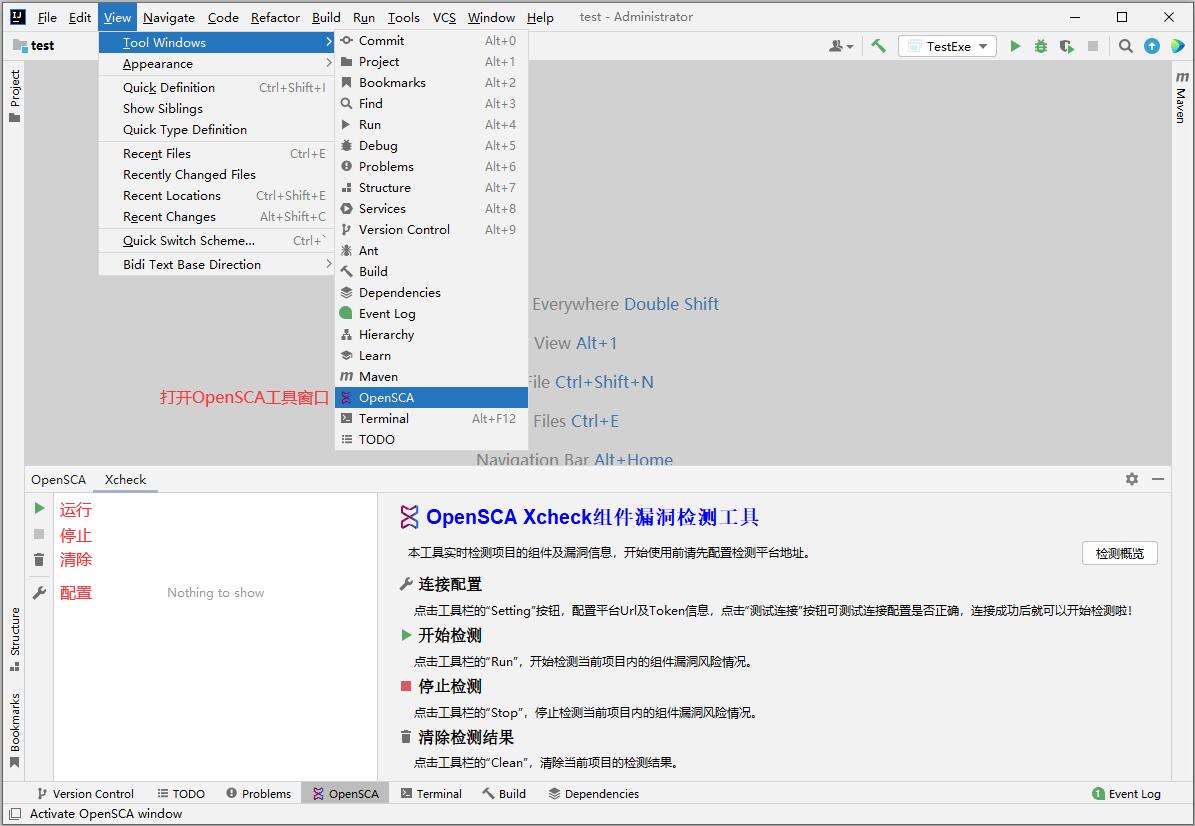 File Edit View Navigate Code Refactor Build Run Tools VCS Window Help test - Administrator
test
TestExe
Tool Windows
Appearance
Quick Definition Ctrl+Shift+I
Show Siblings
Quick Type Definition
Recent Files Ctrl+E
Recently Changed Files
Recent Locations Ctrl+Shift+E
Recent Changes Alt+Shift+C
Quick Switch Scheme... Ctrl+`
Bidi Text Base Direction
Commit Alt+0
Project Alt+1
Bookmarks Alt+2
Find Alt+3
Run Alt+4
Debug Alt+5
Problems Alt+6
Structure Alt+7
Services Alt+8
Version Control Alt+9
Ant
Build
Dependencies
Event Log
Hierarchy
Learn
Maven
OpenSCA
Terminal Alt+F12
TODO
打开OpenSCA工具窗口
Everywhere Double Shift
View Alt+1
File Ctrl+Shift+N
Files Ctrl+E
Navigation Bar Alt+Home
Project
Structure
Bookmarks
Maven
OpenSCA Xcheck
运行
停止
清除
配置
Nothing to show
OpenSCA Xcheck组件漏洞检测工具
本工具实时检测项目的组件及漏洞信息，开始使用前请先配置检测平台地址。
检测概览
连接配置
点击工具栏的“Setting”按钮，配置平台Url及Token信息，点击“测试连接”按钮可测试连接配置是否正确，连接成功后就可以开始检测啦！
开始检测
点击工具栏的“Run”，开始检测当前项目内的组件漏洞风险情况。
停止检测
点击工具栏的“Stop”，停止检测当前项目内的组件漏洞风险情况。
清除检测结果
点击工具栏的“Clean”，清除当前项目的检测结果。
Version Control TODO Problems OpenSCA Terminal Build Dependencies 1 Event Log
Activate OpenSCA window